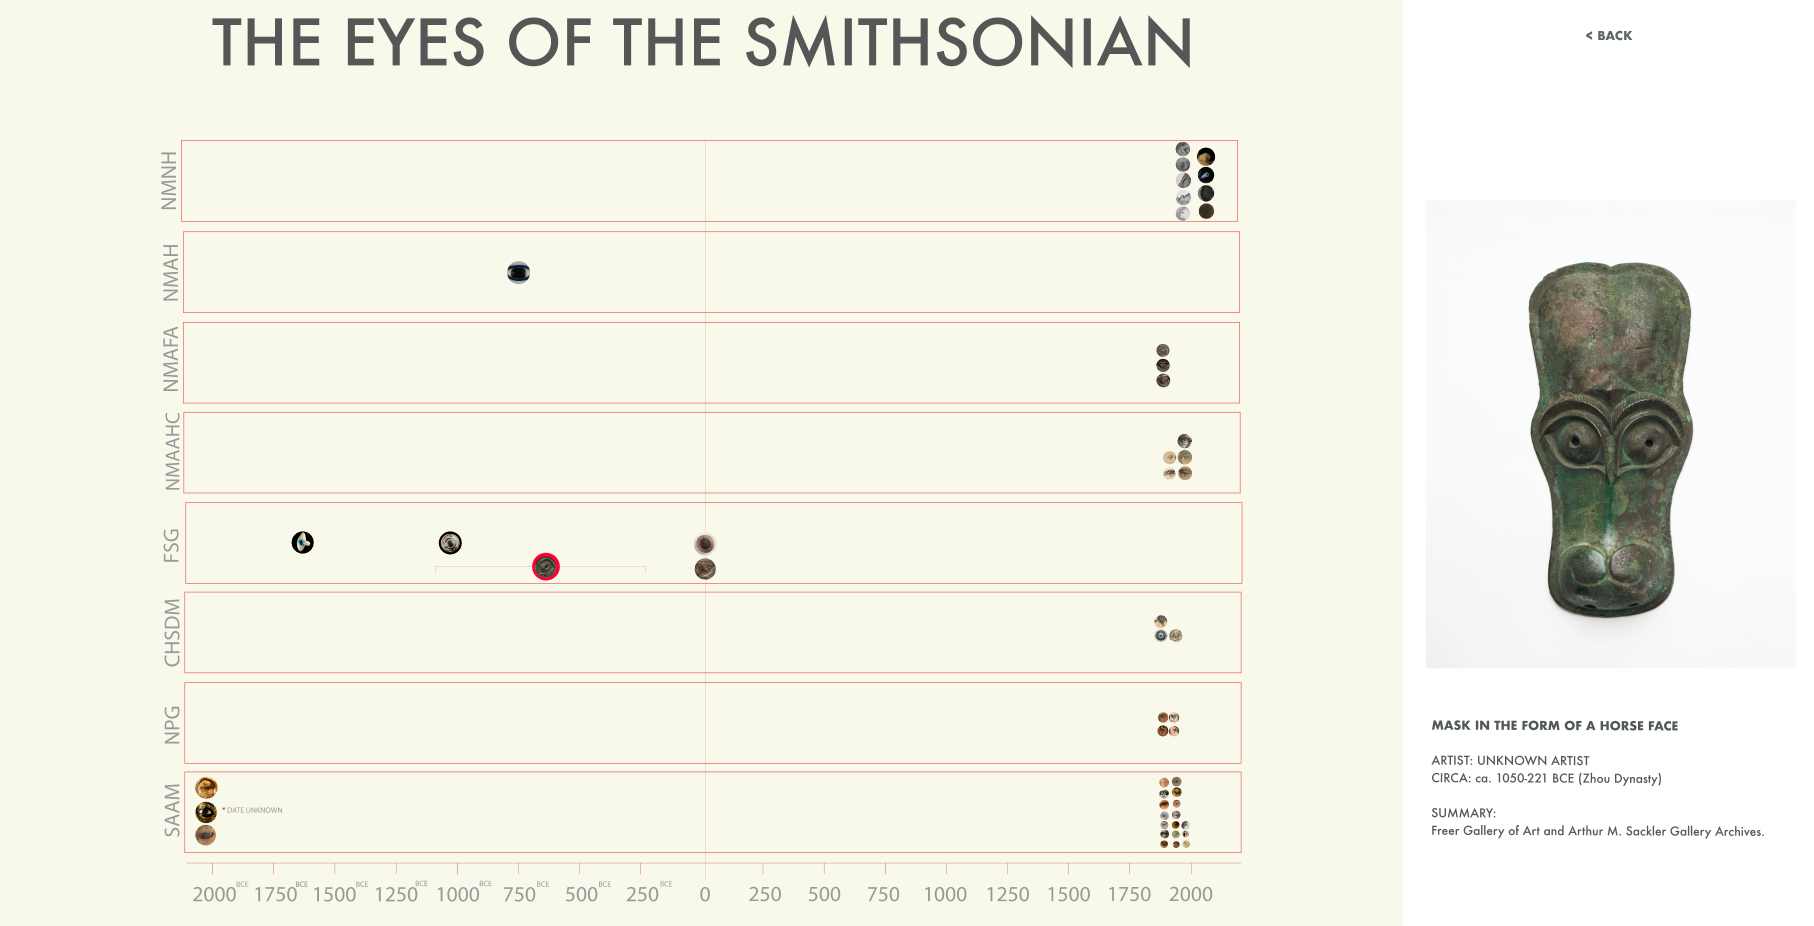 THE EYES OF THE SMITHSONIAN
< BACK
NMNH
NMAH
NMAFA
NMAAHC
FSG
CHSDM
NPG
SAAM
* DATE UNKNOWN
2000 BCE 1750 BCE 1500 BCE 1250 BCE 1000 BCE 750 BCE 500 BCE 250 BCE 0 250 500 750 1000 1250 1500 1750 2000
MASK IN THE FORM OF A HORSE FACE
ARTIST: UNKNOWN ARTIST
CIRCA: ca. 1050-221 BCE (Zhou Dynasty)
SUMMARY:
Freer Gallery of Art and Arthur M. Sackler Gallery Archives.